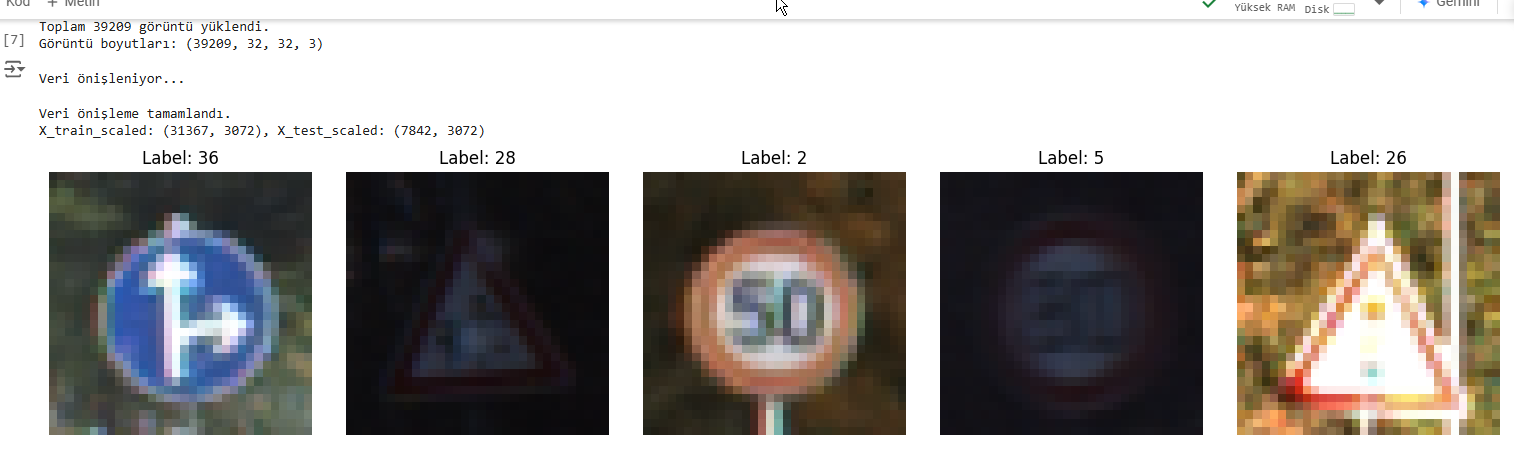 Kod + Metin
Yüksek RAM Disk
Gemini
Toplam 39209 görüntü yüklendi.
[7]
Görüntü boyutları: (39209, 32, 32, 3)
Veri önişleniyor...
Veri önişleme tamamlandı.
X_train_scaled: (31367, 3072), X_test_scaled: (7842, 3072)
Label: 36
Label: 28
Label: 2
Label: 5
Label: 26
50